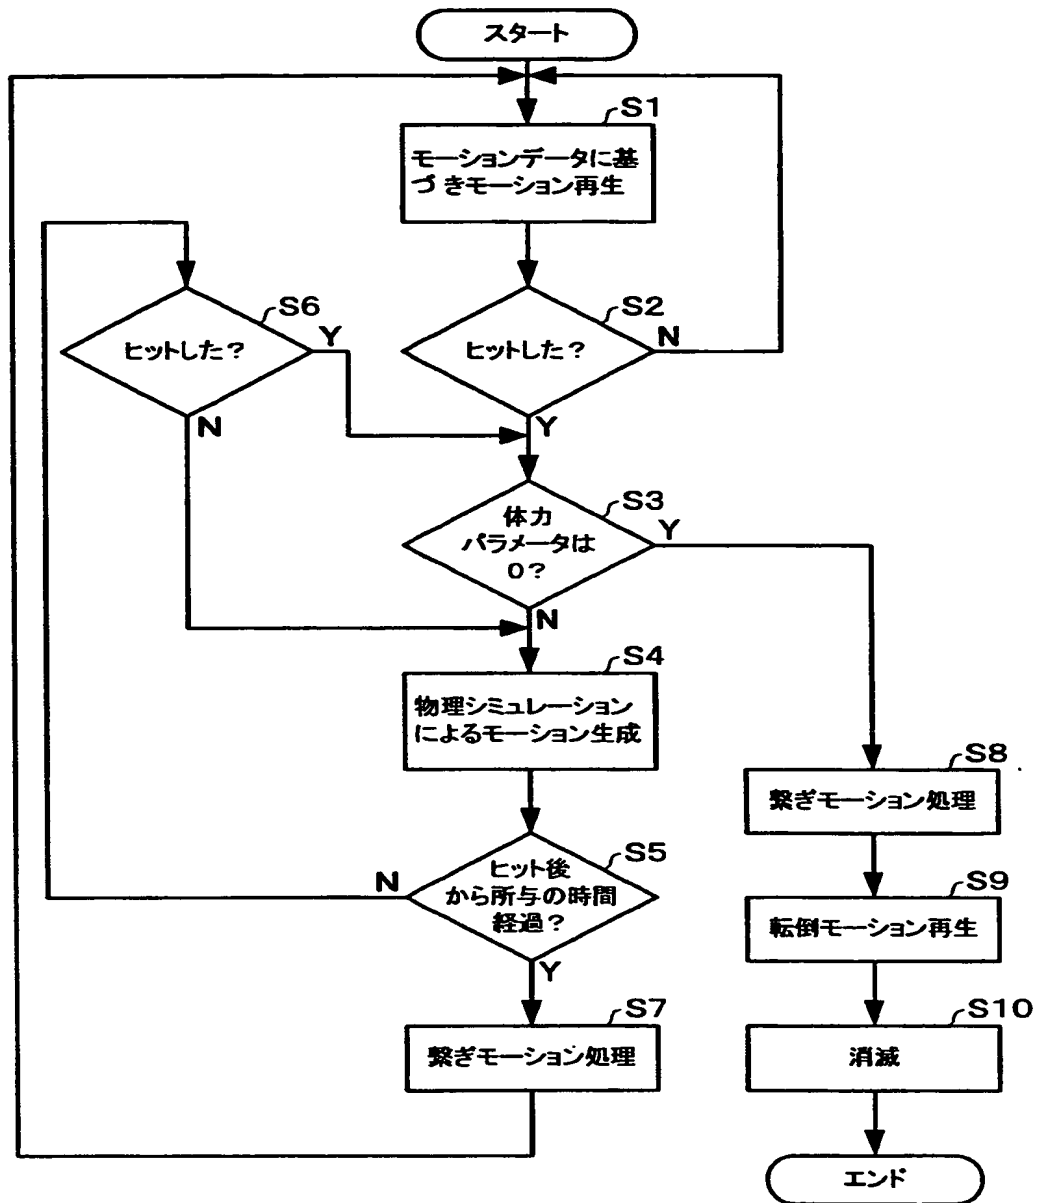 スタート
S1
モーションデータに基
づきモーション再生
S6
ヒットした?
Y
N
S2
ヒットした?
N
Y
S3
体力
パラメータは
0?
Y
N
S4
物理シミュレーション
によるモーション生成
S5
ヒット後
から所与の時間
経過?
N
Y
S7
繋ぎモーション処理
S8
繋ぎモーション処理
S9
転倒モーション再生
S10
消滅
エンド